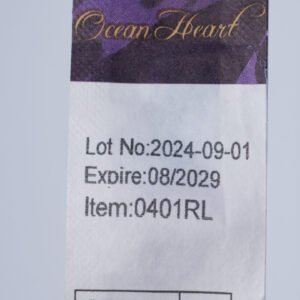 Ocean Heart
Lot No:2024-09-01
Expire:08/2029
Item:0401RL